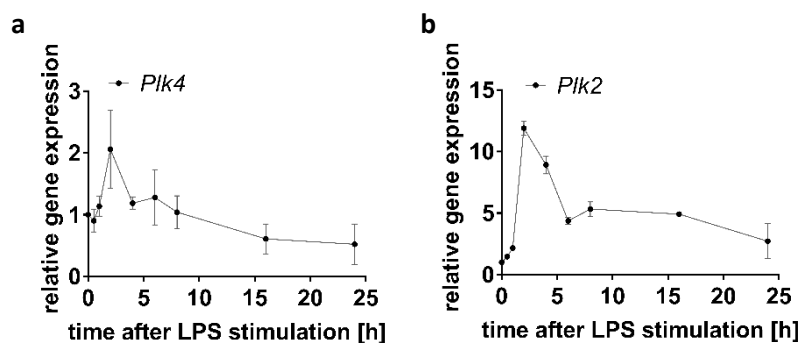 a
Plk4
relative gene expression
3
2
1
0
0 5 10 15 20 25
time after LPS stimulation [h]
b
Plk2
relative gene expression
15
10
5
0
0 5 10 15 20 25
time after LPS stimulation [h]